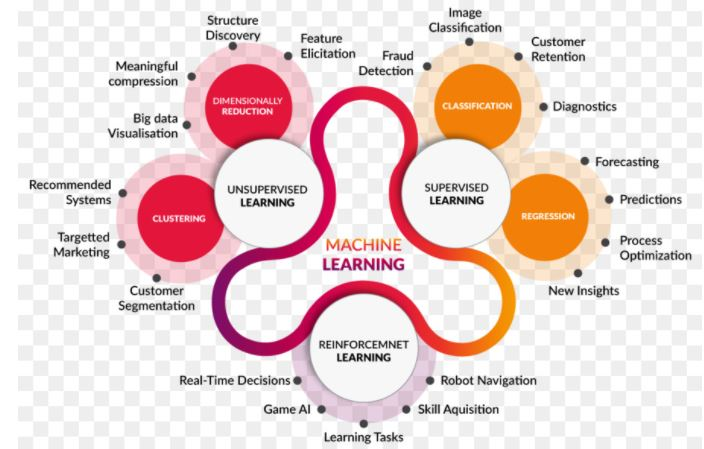 Structure
Discovery
Feature
Elicitation
Meaningful
compression
Big data
Visualisation
DIMENSIONALLY
REDUCTION
Recommended
Systems
Targetted
Marketing
Customer
Segmentation
CLUSTERING
UNSUPERVISED
LEARNING
Image
Classification
Fraud
Detection
Customer
Retention
Diagnostics
CLASSIFICATION
SUPERVISED
LEARNING
Forecasting
Predictions
Process
Optimization
New Insights
REGRESSION
MACHINE
LEARNING
REINFORCEMNET
LEARNING
Real-Time Decisions
Game AI
Learning Tasks
Skill Aquisition
Robot Navigation